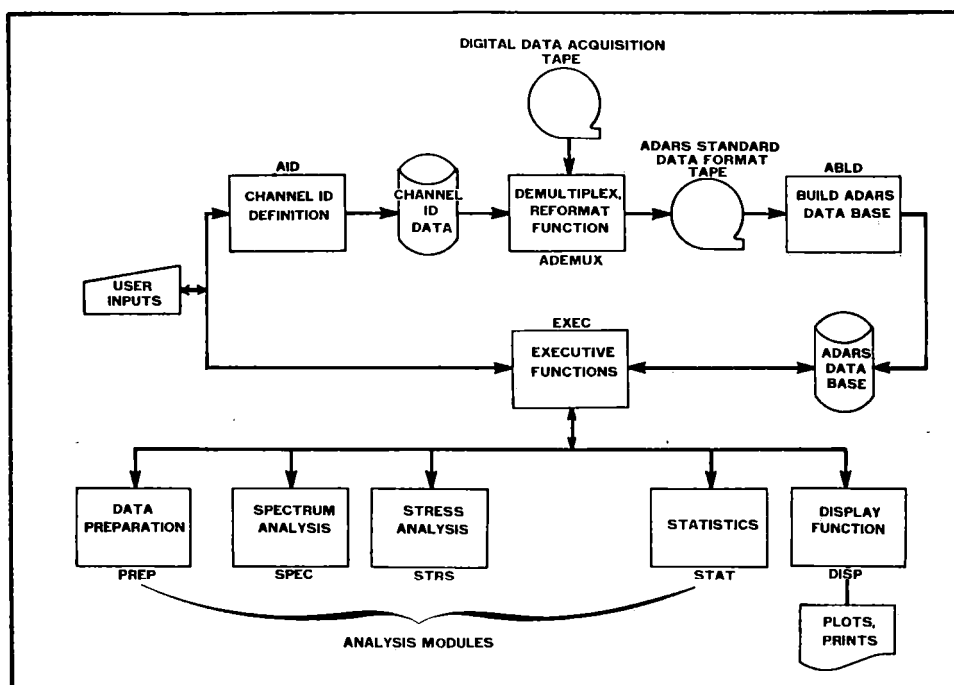 DIGITAL DATA ACQUISITION
TAPE
ADARS STANDARD
DATA FORMAT
TAPE
AID
CHANNEL ID
DEFINITION
CHANNEL
ID
DATA
DEMULTIPLEX,
REFORMAT
FUNCTION
ADEMUX
ABLD
BUILD ADARS
DATA BASE
USER
INPUTS
EXEC
EXECUTIVE
FUNCTIONS
ADARS
DATA
BASE
DATA
PREPARATION
PREP
SPECTRUM
ANALYSIS
SPEC
STRESS
ANALYSIS
STRS
STATISTICS
STAT
DISPLAY
FUNCTION
DISP
ANALYSIS MODULES
PLOTS,
PRINTS